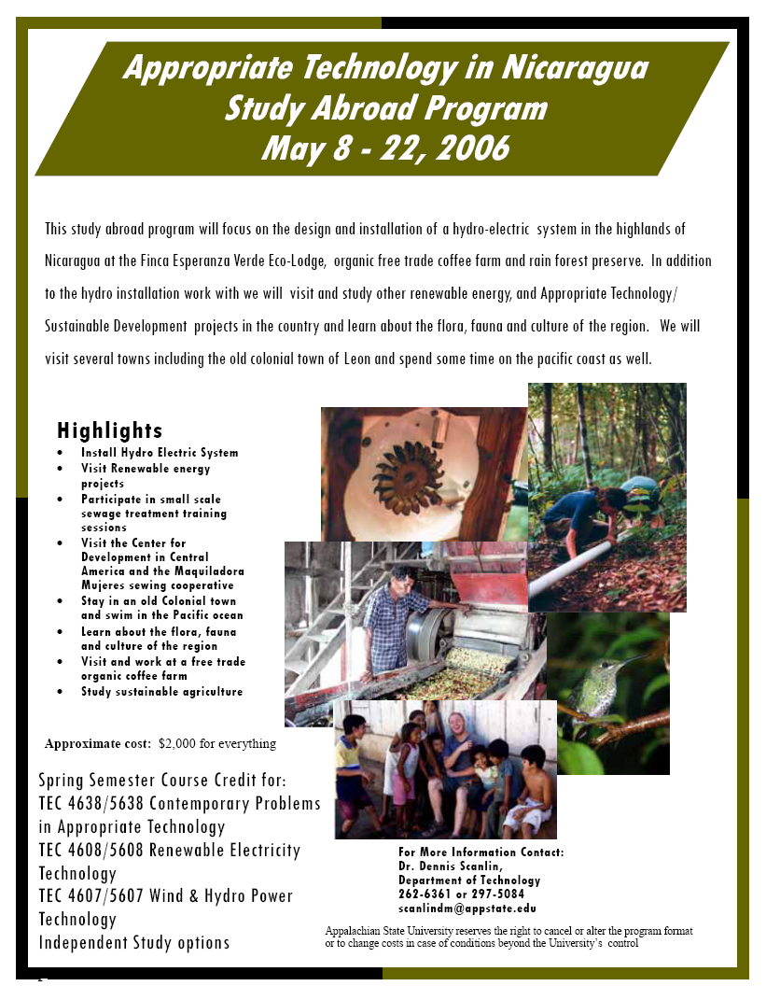 Appropriate Technology in Nicaragua
Study Abroad Program
May 8 - 22, 2006
This study abroad program will focus on the design and installation of a hydro-electric system in the highlands of
Nicaragua at the Finca Esperanza Verde Eco-Lodge, organic free trade coffee farm and rain forest preserve. In addition
to the hydro installation work with we will visit and study other renewable energy, and Appropriate Technology/
Sustainable Development projects in the country and learn about the flora, fauna and culture of the region. We will
visit several towns including the old colonial town of Leon and spend some time on the pacific coast as well.
Highlights
• Install Hydro Electric System
• Visit Renewable energy
projects
• Participate in small scale
sewage treatment training
sessions
• Visit the Center for
Development in Central
America and the Maquiladora
Mujeres sewing cooperative
• Stay in an old Colonial town
and swim in the Pacific ocean
• Learn about the flora, fauna
and culture of the region
• Visit and work at a free trade
organic coffee farm
• Study sustainable agriculture
Approximate cost: $2,000 for everything
Spring Semester Course Credit for:
TEC 4638/5638 Contemporary Problems
in Appropriate Technology
TEC 4608/5608 Renewable Electricity
Technology
TEC 4607/5607 Wind & Hydro Power
Technology
Independent Study options
For More Information Contact:
Dr. Dennis Scanlin,
Department of Technology
262-6361 or 297-5084
scanlindm@appstate.edu
Appalachian State University reserves the right to cancel or alter the program format
or to change costs in case of conditions beyond the University's control